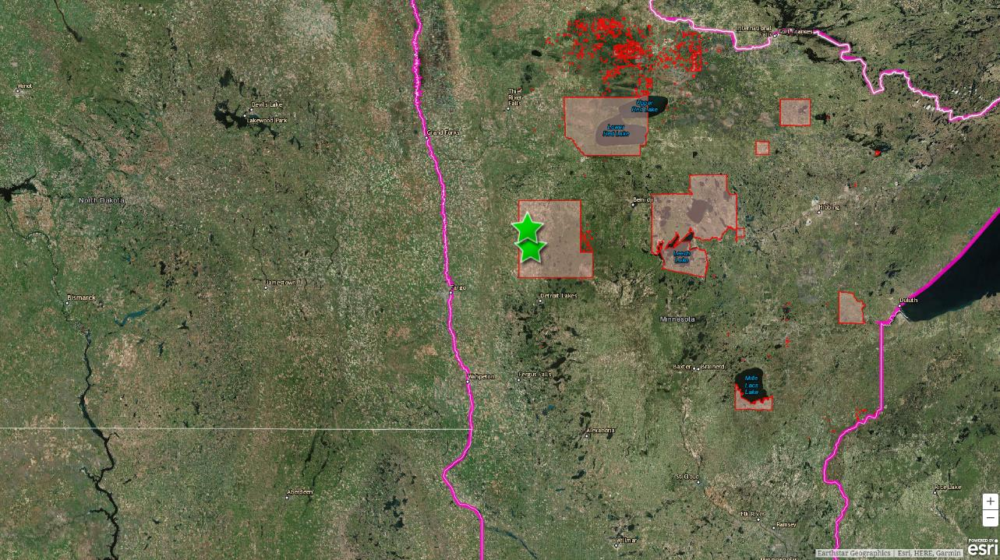 International
Falls
Fort Frances
Minot
Thief
River
Falls
Devils Lake
Lakewood Park
Upper
Red Lake
Lower
Red Lake
Grand Forks
North Dakota
Bemidji
Hibbing
Leech
Lake
Jamestown
Fargo
Bismarck
Detroit Lakes
Duluth
Minnesota
Baxter
Brainerd
Wahpeton
Fergus Falls
Mille
Lacs
Lake
Alexandria
St Cloud
Aberdeen
Rice Lake
Elk River
Ramsey
Willmar
+
−
POWERED BY
esri
Earthstar Geographics | Esri, HERE, Garmin